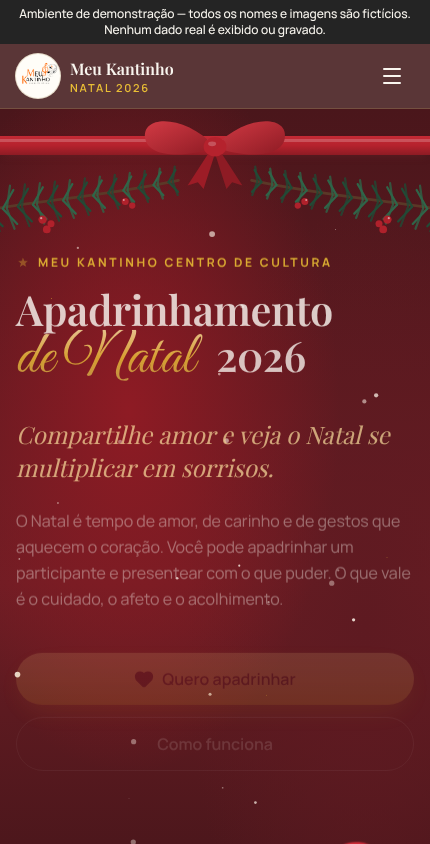 Ambiente de demonstração — todos os nomes e imagens são fictícios.
Nenhum dado real é exibido ou gravado.
Meu Kantinho
NATAL 2026
★ MEU KANTINHO CENTRO DE CULTURA
Apadrinhamento
de Natal 2026
Compartilhe amor e veja o Natal se
multiplicar em sorrisos.
O Natal é tempo de amor, de carinho e de gestos que
aquecem o coração. Você pode apadrinhar um
participante e presentear com o que puder. O que vale
é o cuidado, o afeto e o acolhimento.
Quero apadrinhar
Como funciona